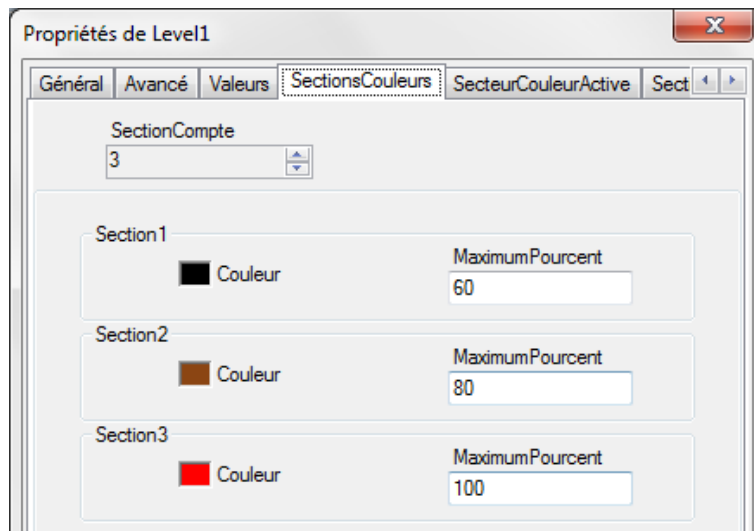 Propriétés de Level1
Général Avancé Valeurs SectionsCouleurs SecteurCouleurActive Sect
SectionCompte
3
Section1
MaximumPourcent
Couleur
60
Section2
MaximumPourcent
Couleur
80
Section3
MaximumPourcent
Couleur
100